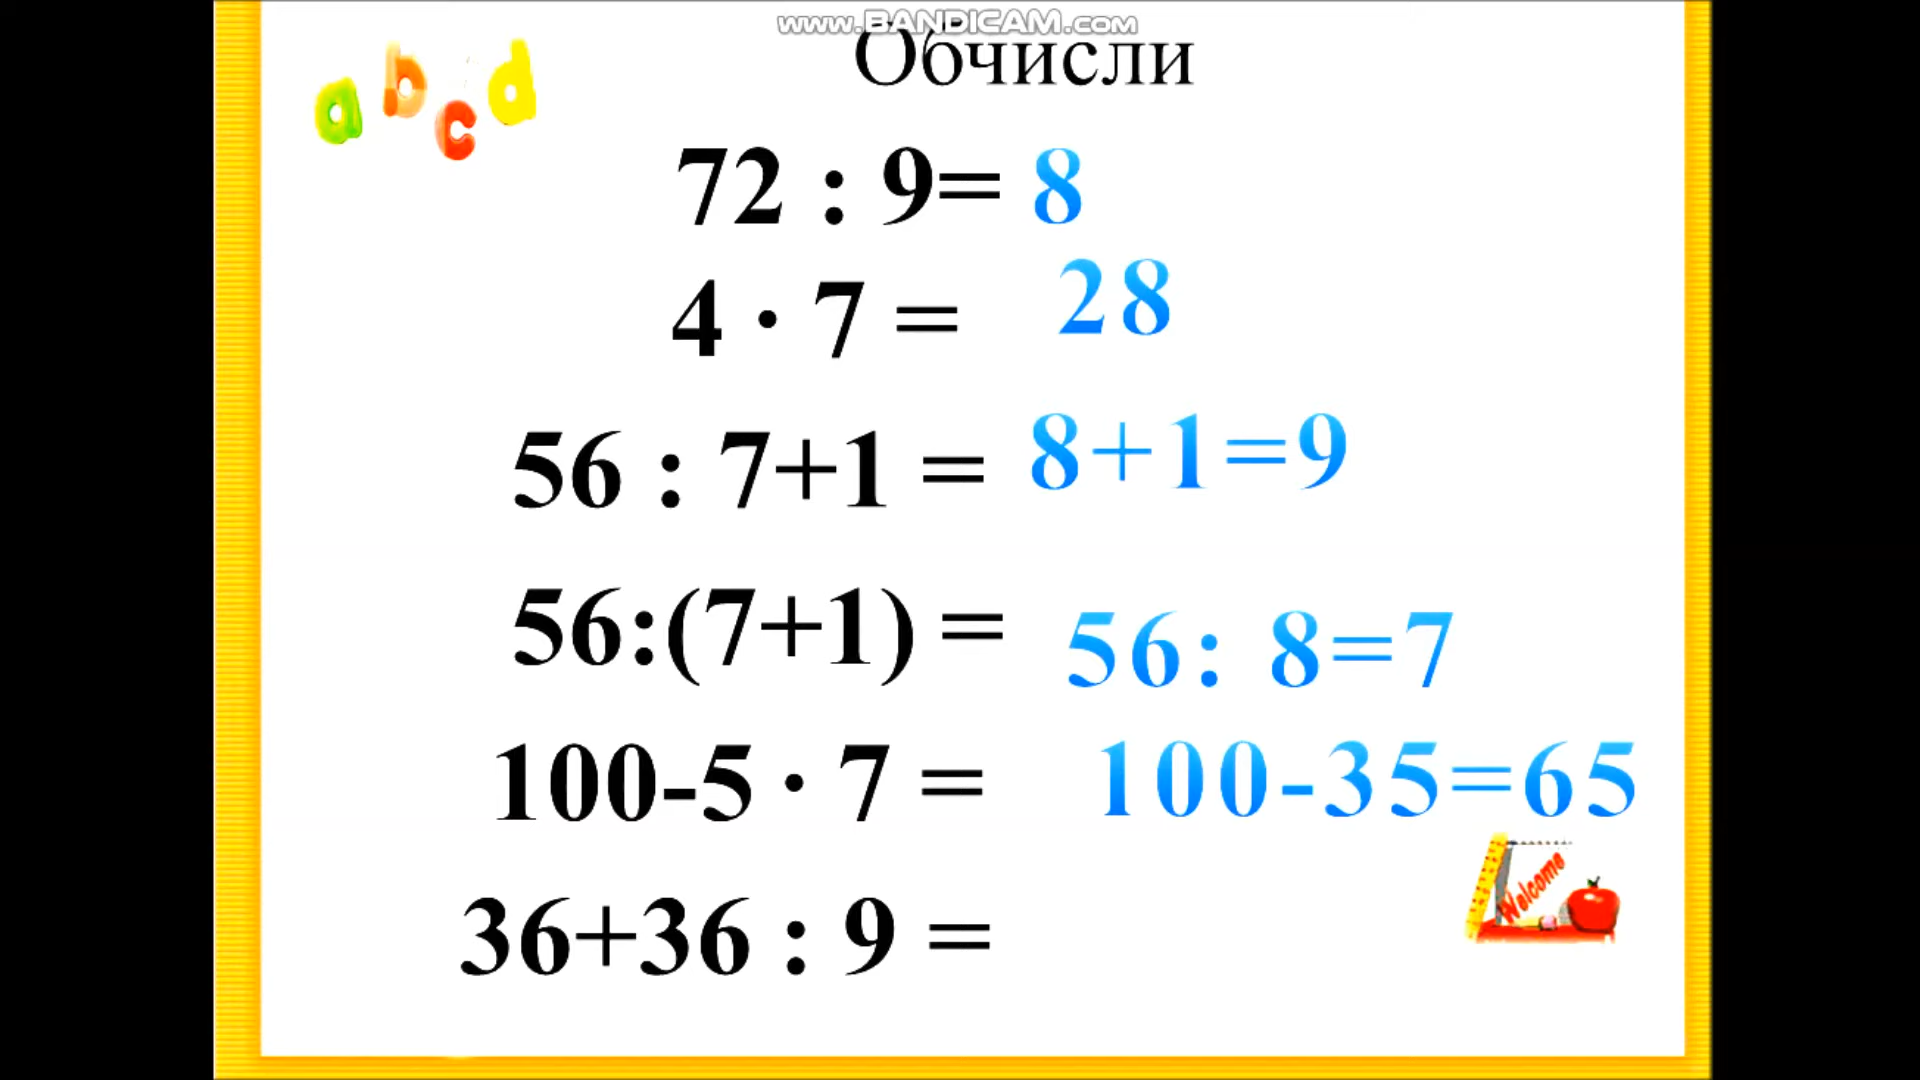 www.BANDICAM.com
Обчисли
a b c d
72 : 9= 8
4 · 7 = 28
56 : 7+1 = 8+1=9
56:(7+1) = 56: 8=7
100-5 · 7 = 100-35=65
Welcome
36+36 : 9 =